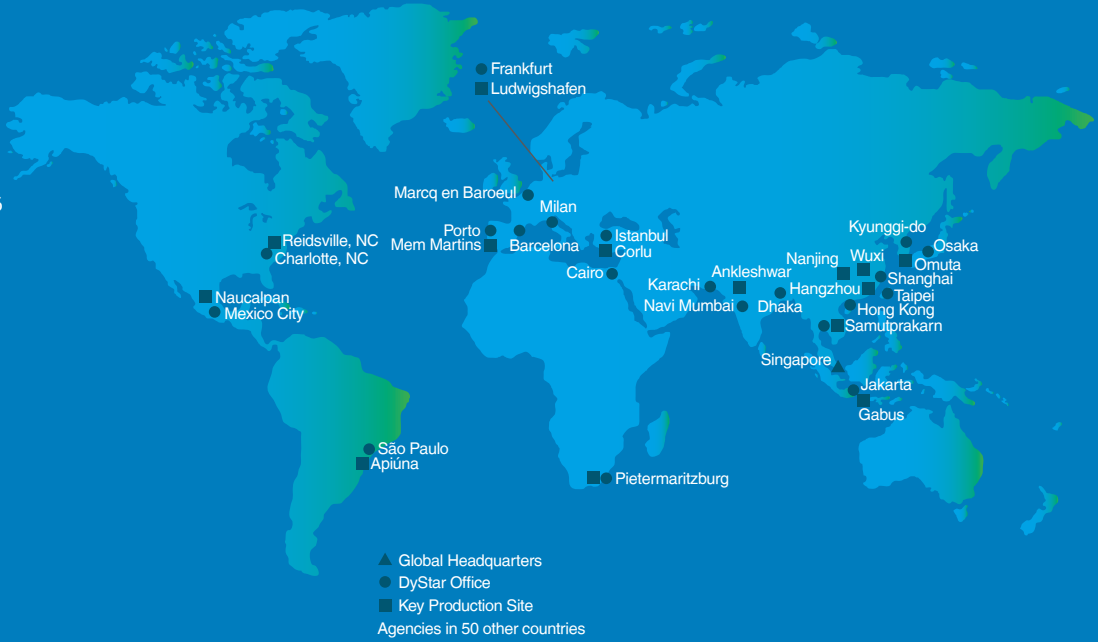 Frankfurt
Ludwigshafen
Marcq en Baroeul
Milan
Porto
Mem Martins
Barcelona
Istanbul
Corlu
Cairo
Reidsville, NC
Charlotte, NC
Naucalpan
Mexico City
Karachi
Ankleshwar
Navi Mumbai
Dhaka
Nanjing
Wuxi
Hangzhou
Kyunggi-do
Osaka
Omuta
Shanghai
Taipei
Hong Kong
Samutprakarn
Singapore
Jakarta
Gabus
São Paulo
Apiúna
Pietermaritzburg
Global Headquarters
DyStar Office
Key Production Site
Agencies in 50 other countries